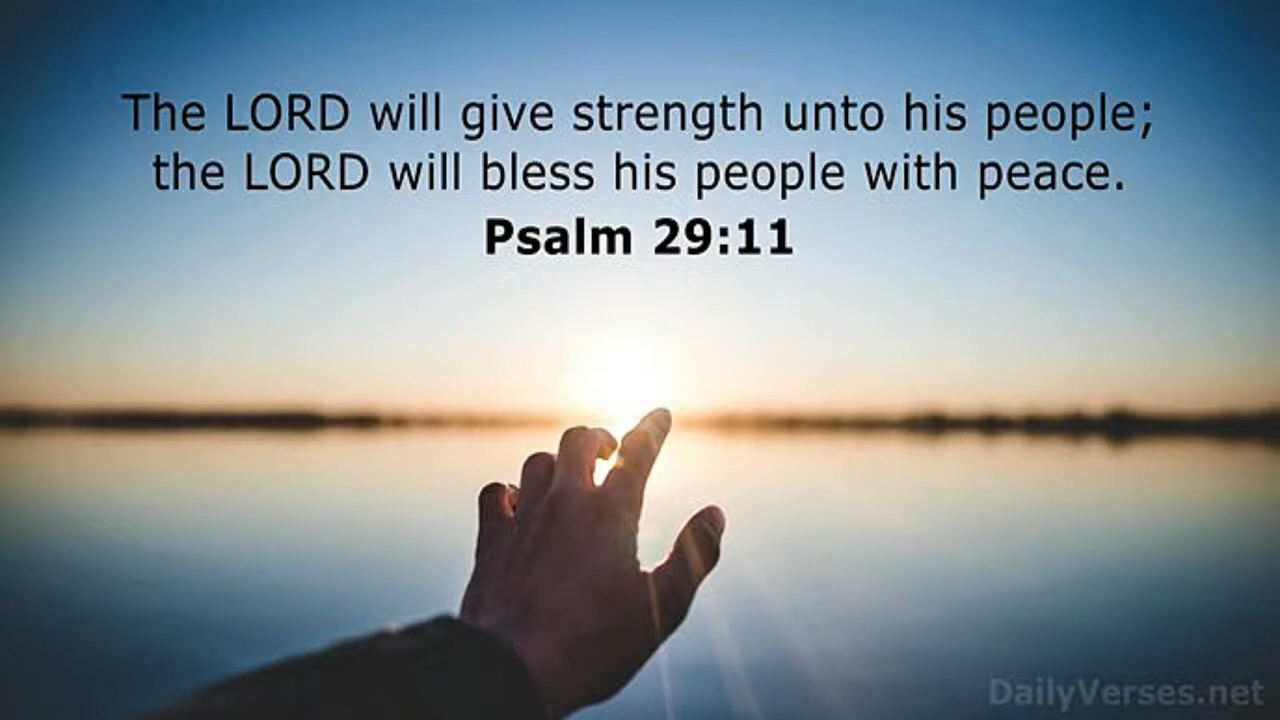 The LORD will give strength unto his people;
the LORD will bless his people with peace.
Psalm 29:11
DailyVerses.net